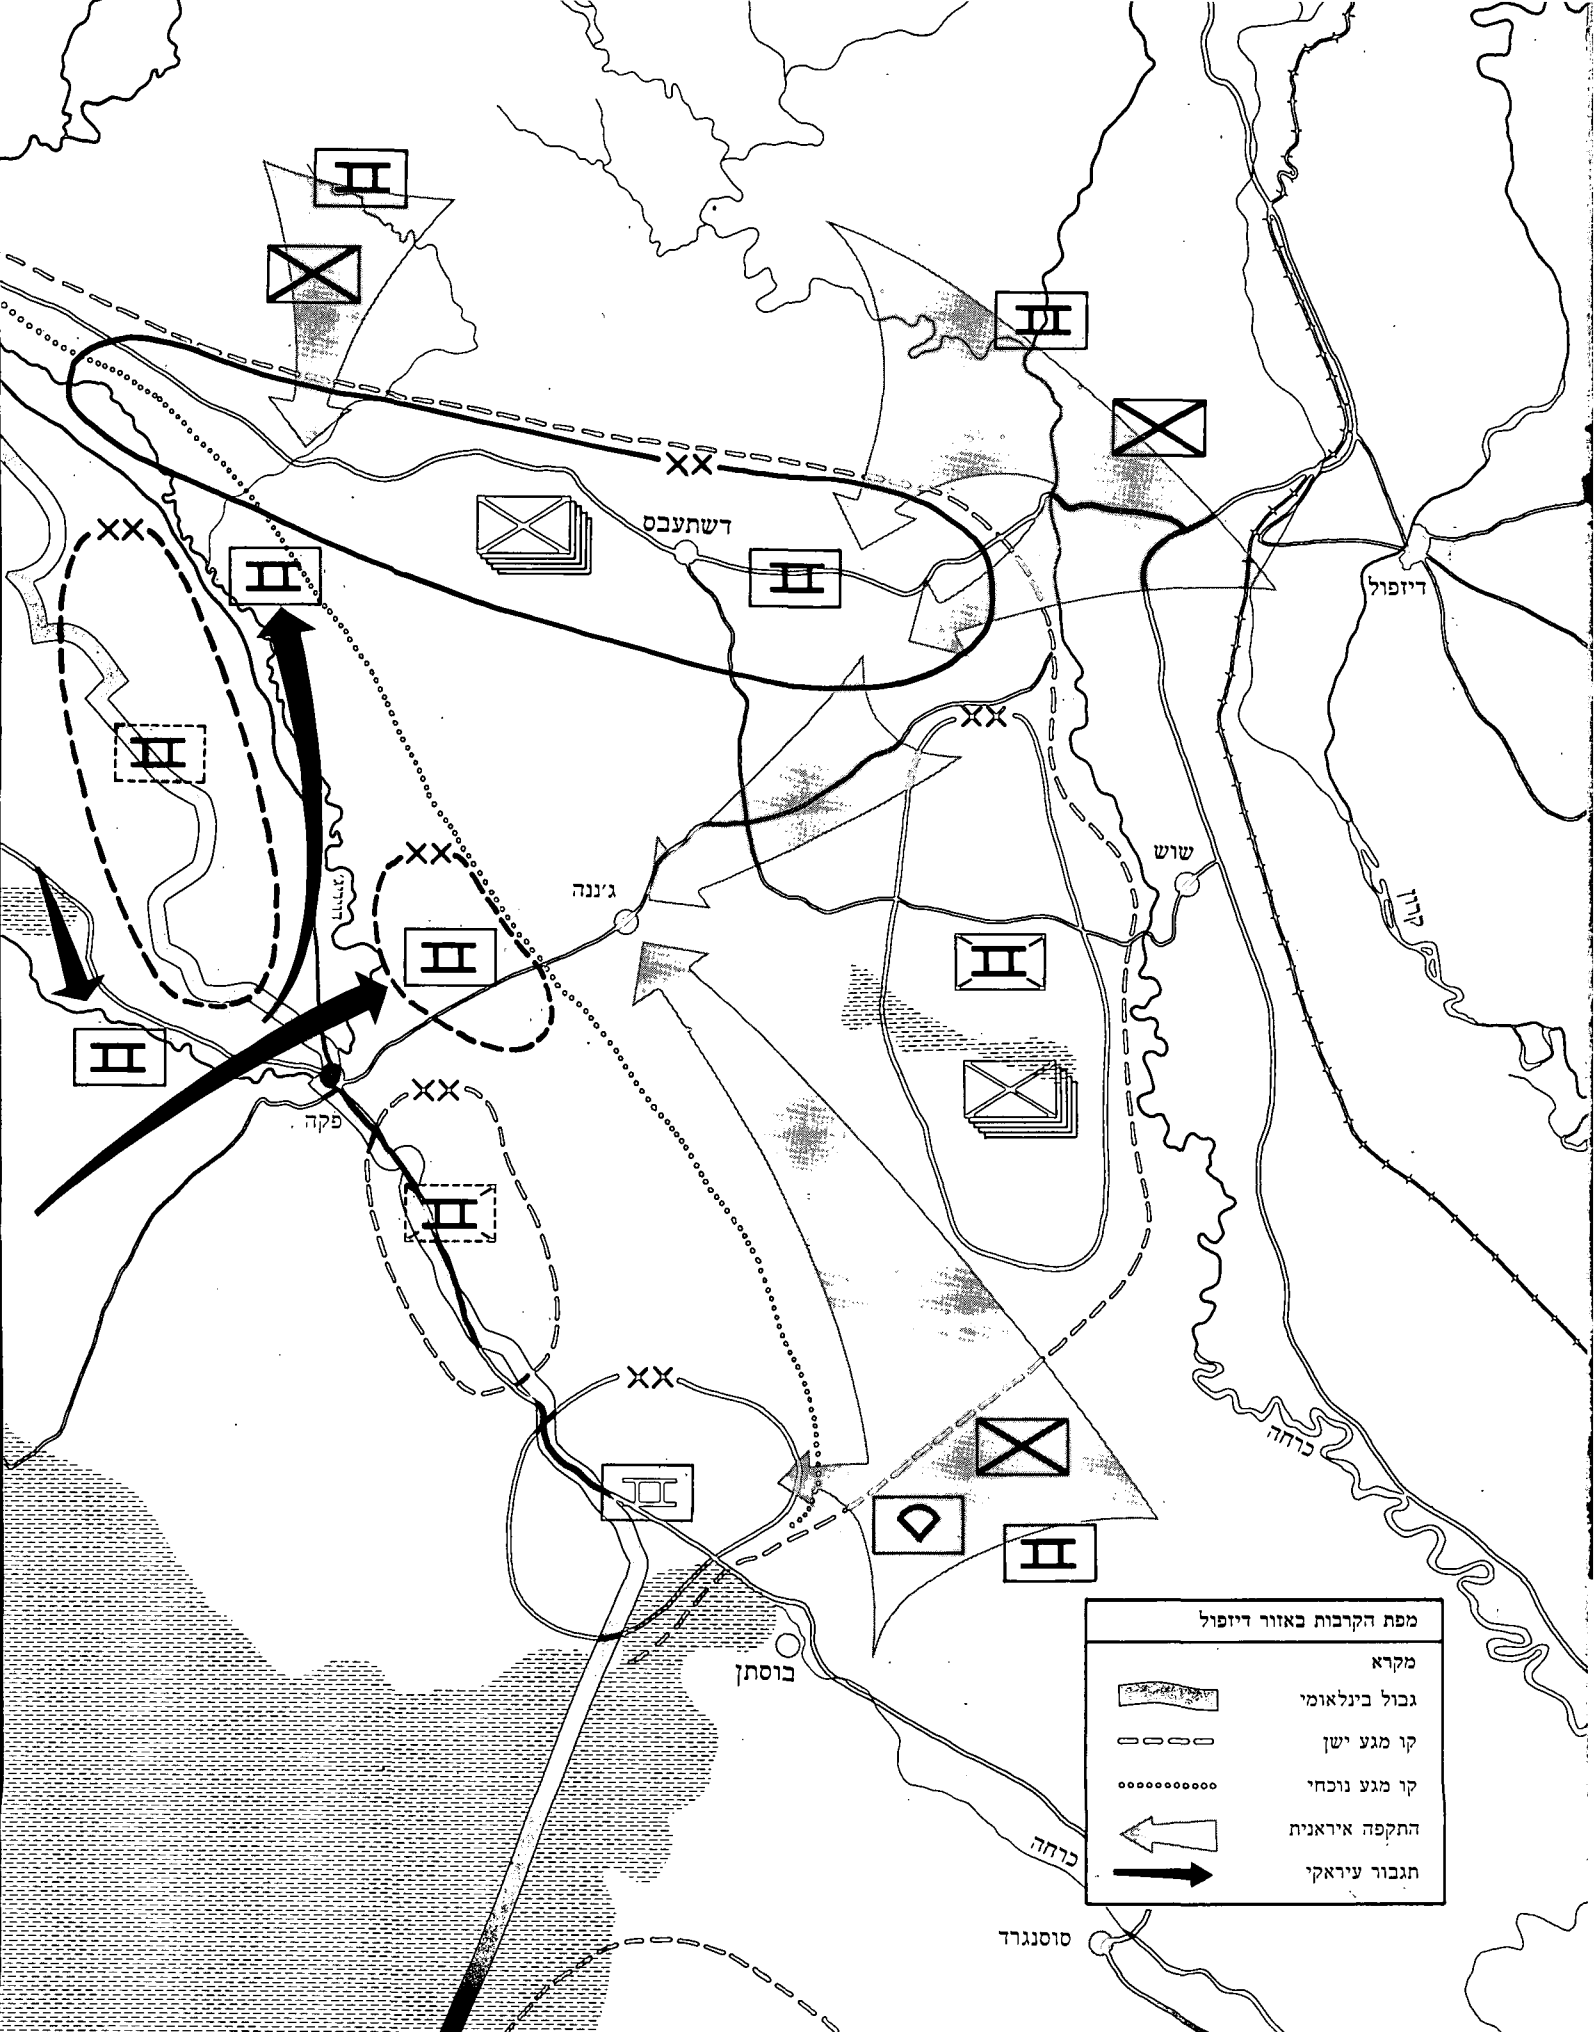 דשתעבס
דיזפול
שוש
ג׳ננה
קרון
דוויריג׳
פקה
כרחה
בוסתן
מפת הקרבות באזור דיזפול
מקרא
גבול בינלאומי
קו מגע ישן
קו מגע נוכחי
התקפה איראנית
תגבור עיראקי
כרחה
סוסנגרד